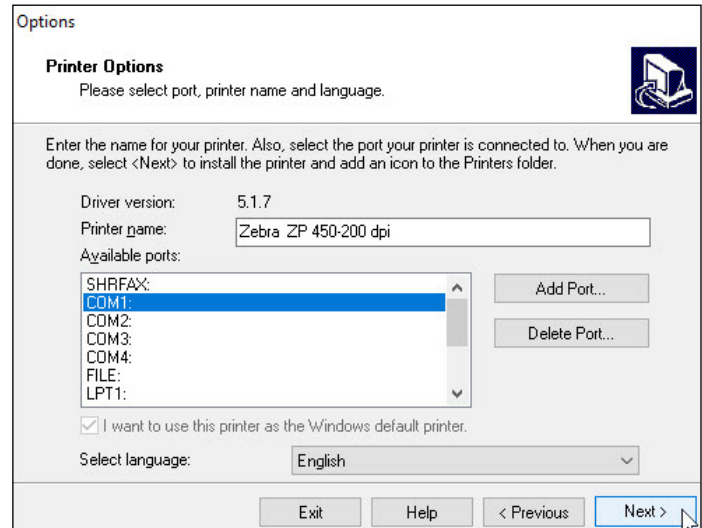 Options
Printer Options
Please select port, printer name and language.
Enter the name for your printer. Also, select the port your printer is connected to. When you are
done, select <Next> to install the printer and add an icon to the Printers folder.
Driver version: 5.1.7
Printer name: Zebra ZP 450-200 dpi
Available ports:
SHRFAX:
COM1:
COM2:
COM3:
COM4:
FILE:
LPT1:
Add Port...
Delete Port...
I want to use this printer as the Windows default printer.
Select language: English
Exit Help < Previous Next >